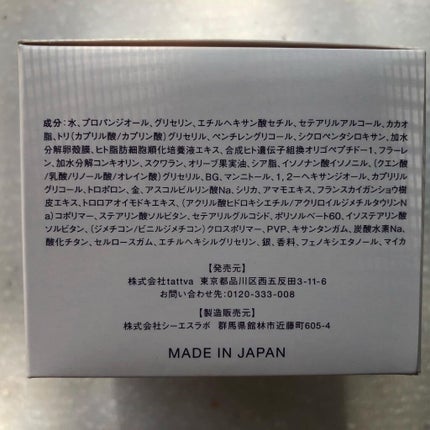 成分：水、プロパンジオール、グリセリン、エチルヘキサン酸セチル、セテアリルアルコール、カカオ
脂、トリ(カプリル酸/カプリン酸)グリセリル、ペンチレングリコール、シクロペンタシロキサン、加水
分解卵殻膜、ヒト脂肪細胞順化培養液エキス、合成ヒト遺伝子組換オリゴペプチド-1、フラーレ
ン、加水分解コンキオリン、スクワラン、オリーブ果実油、シア脂、イソノナン酸イソノニル、(クエン酸
/乳酸/リノール酸/オレイン酸)グリセリル、BG、マンニトール、1,2-ヘキサンジオール、カプリリル
グリコール、トロポロン、金、アスコルビルリン酸Na、シリカ、アマモエキス、フランスカイガンショウ樹
皮エキス、トロロアオイモドキエキス、(アクリル酸ヒドロキシエチル/アクリロイルジメチルタウリンN
a)コポリマー、ステアリン酸ソルビタン、セテアリルグルコシド、ポリソルベート60、イソステアリン酸
ソルビタン、(ジメチコン/ビニルジメチコン)クロスポリマー、PVP、キサンタンガム、炭酸水素Na、
酸化チタン、セルロースガム、エチルヘキシルグリセリン、銀、香料、フェノキシエタノール、マイカ
【発売元】
株式会社tattva 東京都品川区西五反田3-11-6
お問い合わせ先：0120-333-008
【製造販売元】
株式会社シーエスラボ 群馬県館林市近藤町605-4
MADE IN JAPAN